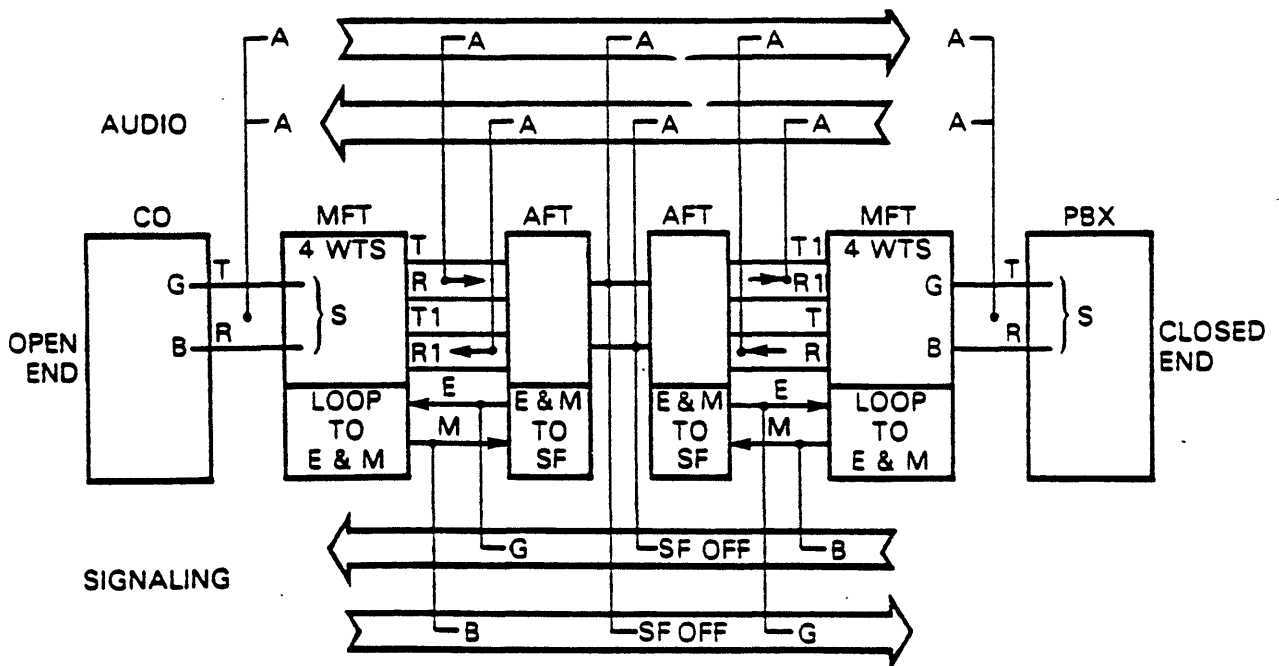 A A A A A A
AUDIO A A A A A
CO MFT AFT AFT MFT PBX
4 WTS T T1 4 WTS
G T R R1 G T
S S
T1 T
OPEN END B R R1 R B R CLOSED END
E E
LOOP TO E & M E & M TO SF E & M TO SF LOOP TO E & M
M M
G SF OFF B
SIGNALING
B SF OFF G